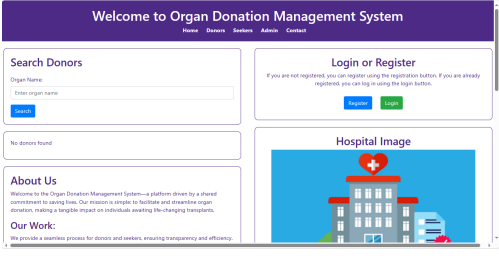 Welcome to Organ Donation Management System
Home Donors Seekers Admin Contact
Search Donors
Organ Name:
Enter organ name
Search
No donors found
About Us
Welcome to the Organ Donation Management System—a platform driven by a shared
commitment to saving lives. Our mission is simple: to facilitate and streamline organ
donation, making a tangible impact on individuals awaiting life-changing transplants.
Our Work:
We provide a seamless process for donors and seekers, ensuring transparency and efficiency.
Login or Register
If you are not registered, you can register using the registration button. If you are already
registered, you can log in using the login button.
Register Login
Hospital Image